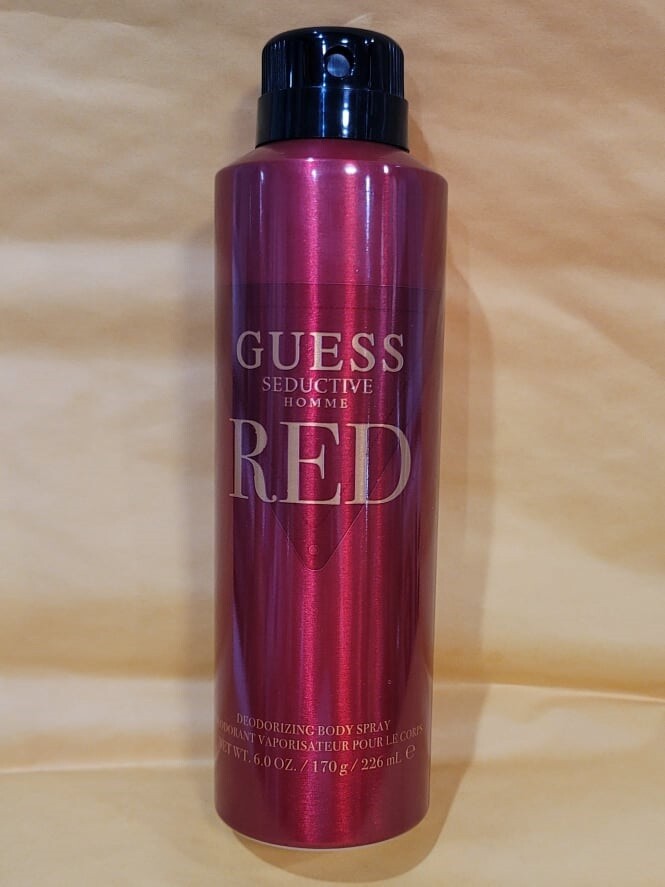 GUESS
SEDUCTIVE
HOMME
RED
DEODORIZING BODY SPRAY
VAPORISATEUR POUR LE CORPS
WT. 6.0 OZ. / 170 g / 226 mL ℮